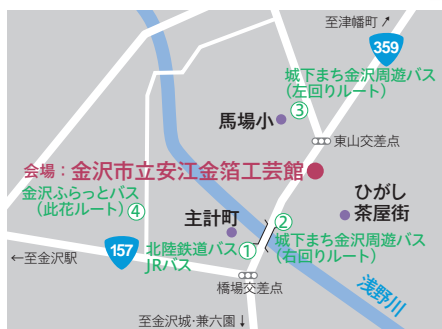 至津幡町↗
359
城下まち金沢周遊バス
(左回りルート)
③
馬場小
東山交差点
会場：金沢市立安江金箔工芸館
金沢ふらっとバス
(此花ルート)④
ひがし
茶屋街
主計町
②
城下まち金沢周遊バス
(右回りルート)
157
北陸鉄道バス①
JRバス
←至金沢駅
橋場交差点
浅野川
至金沢城・兼六園↓